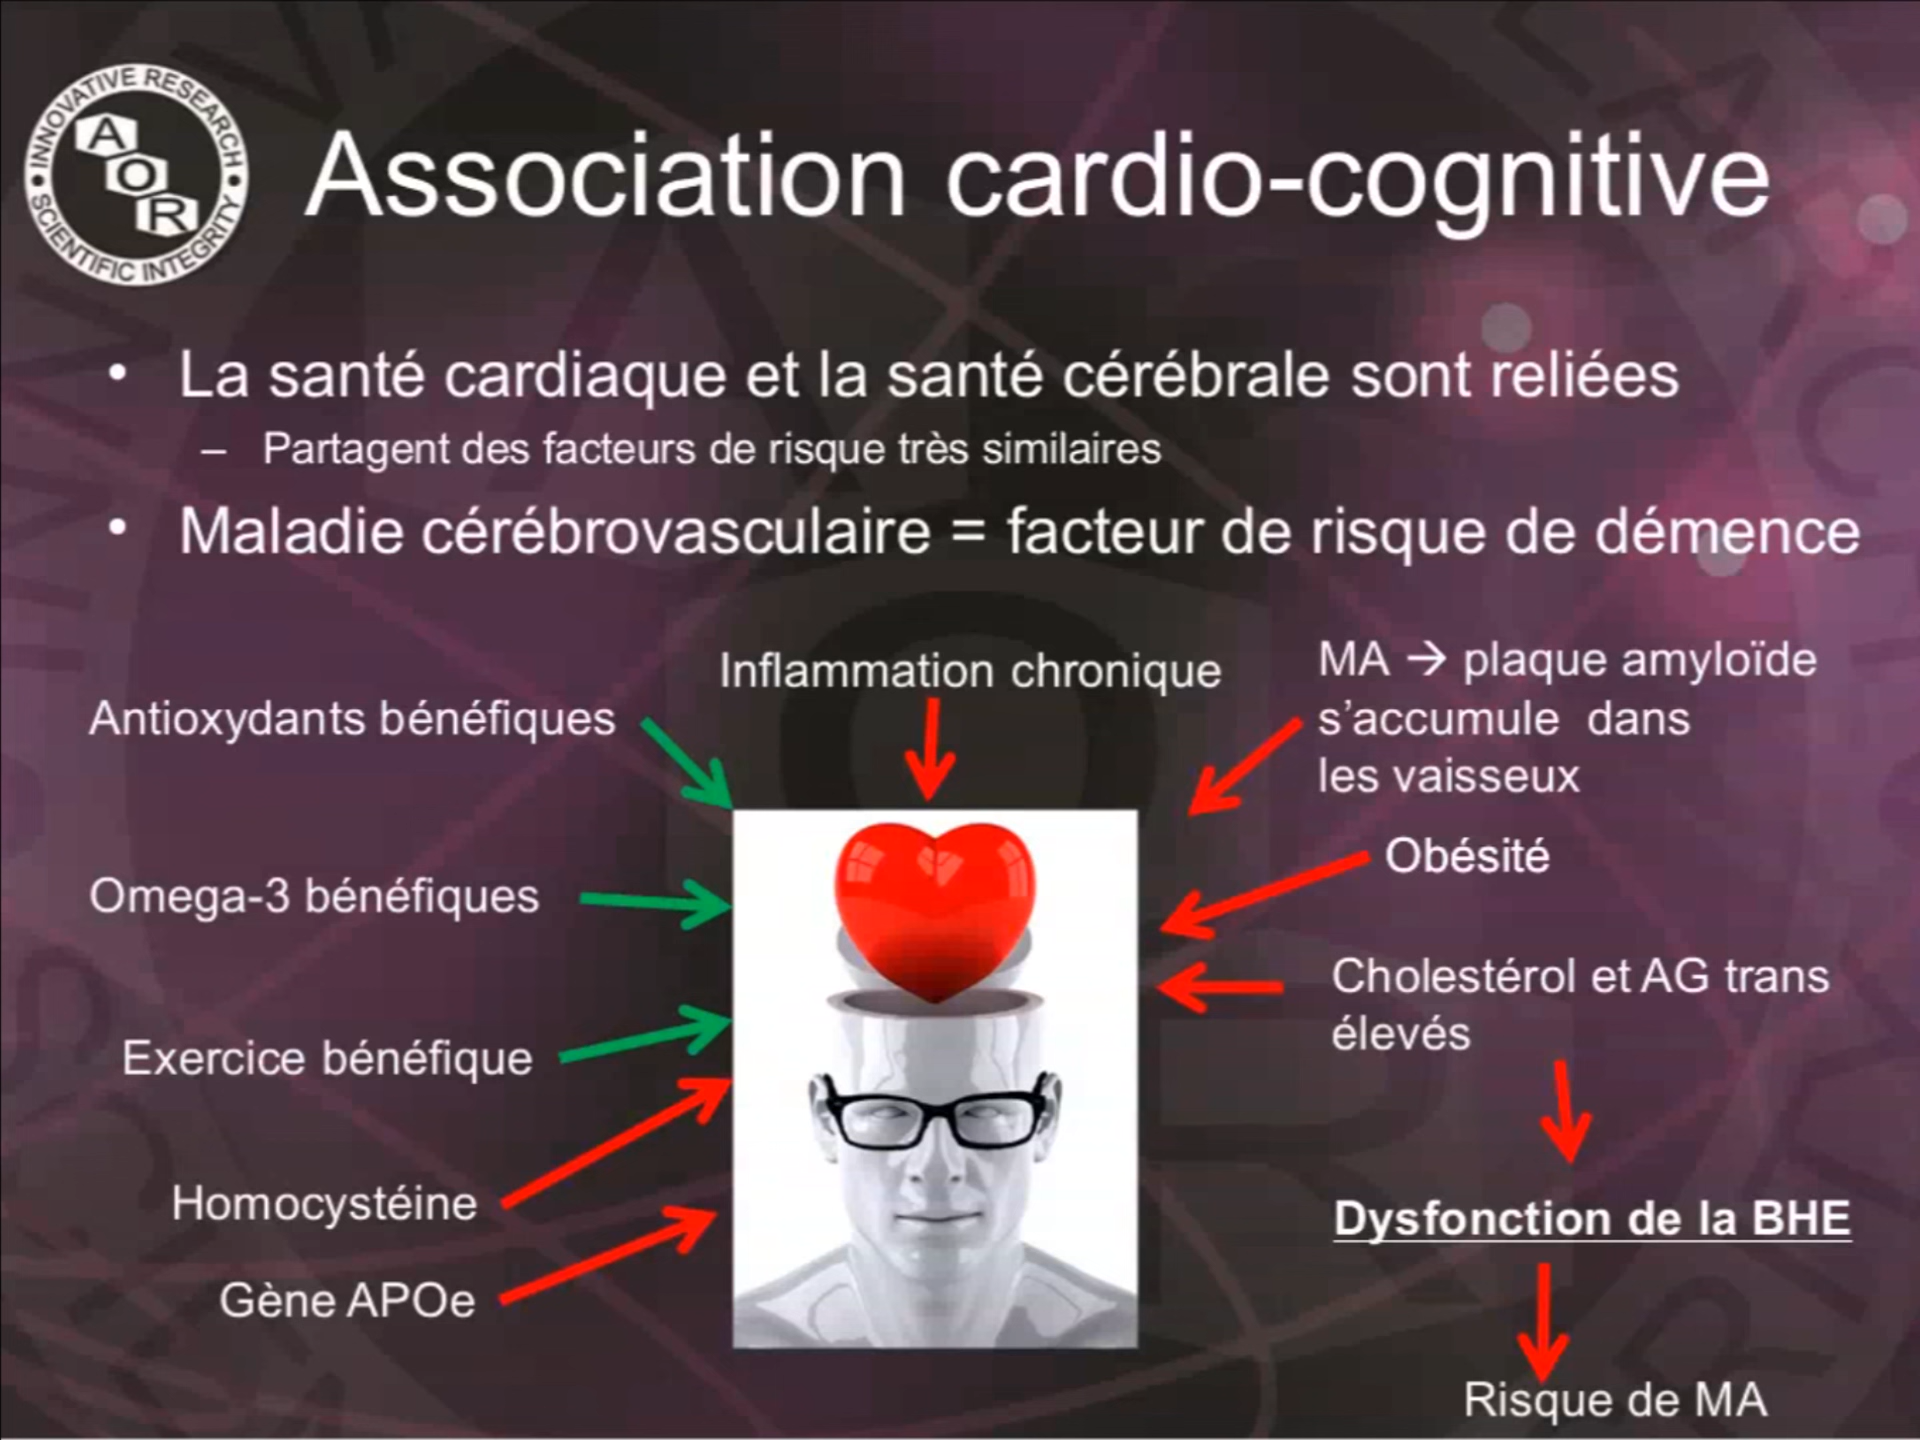 INNOVATIVE RESEARCH
AOR
SCIENTIFIC INTEGRITY
Association cardio-cognitive
• La santé cardiaque et la santé cérébrale sont reliées
– Partagent des facteurs de risque très similaires
• Maladie cérébrovasculaire = facteur de risque de démence
Inflammation chronique
MA → plaque amyloïde
s’accumule dans
les vaisseux
Antioxydants bénéfiques
Obésité
Omega-3 bénéfiques
Cholestérol et AG trans
élevés
Exercice bénéfique
Homocystéine
Dysfonction de la BHE
Gène APOe
Risque de MA